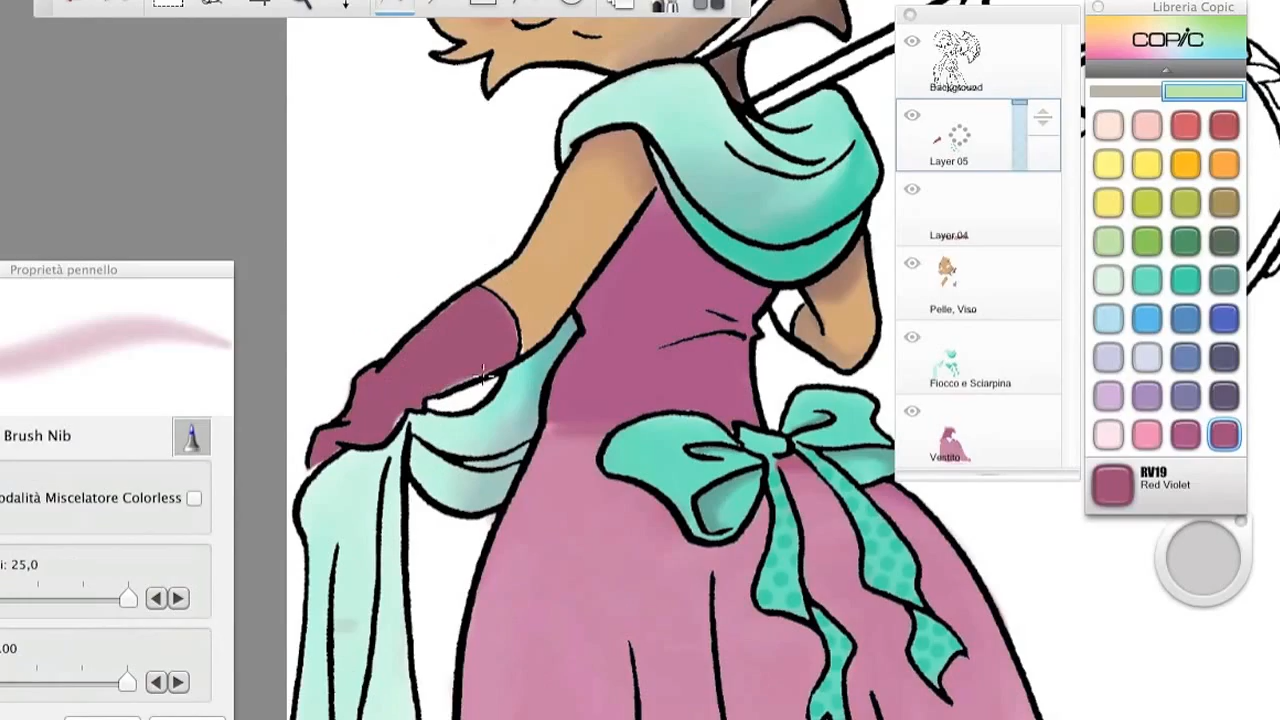 Libreria Copic
COPIC
Background
Layer 05
Layer 04
Pelle, Viso
Fiocco e Sciarpina
Vestito
RV19
Red Violet
Proprietà pennello
Brush Nib
odalità Miscelatore Colorless
i: 25,0
.00